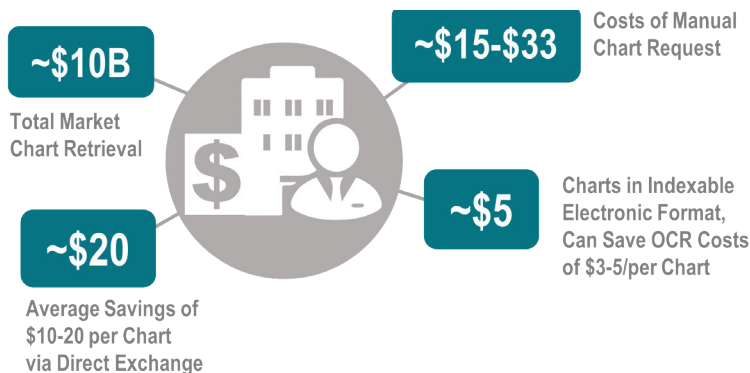 ~$10B
Total Market
Chart Retrieval
~$15-$33
Costs of Manual
Chart Request
$
~$20
Average Savings of
$10-20 per Chart
via Direct Exchange
~$5
Charts in Indexable
Electronic Format,
Can Save OCR Costs
of $3-5/per Chart